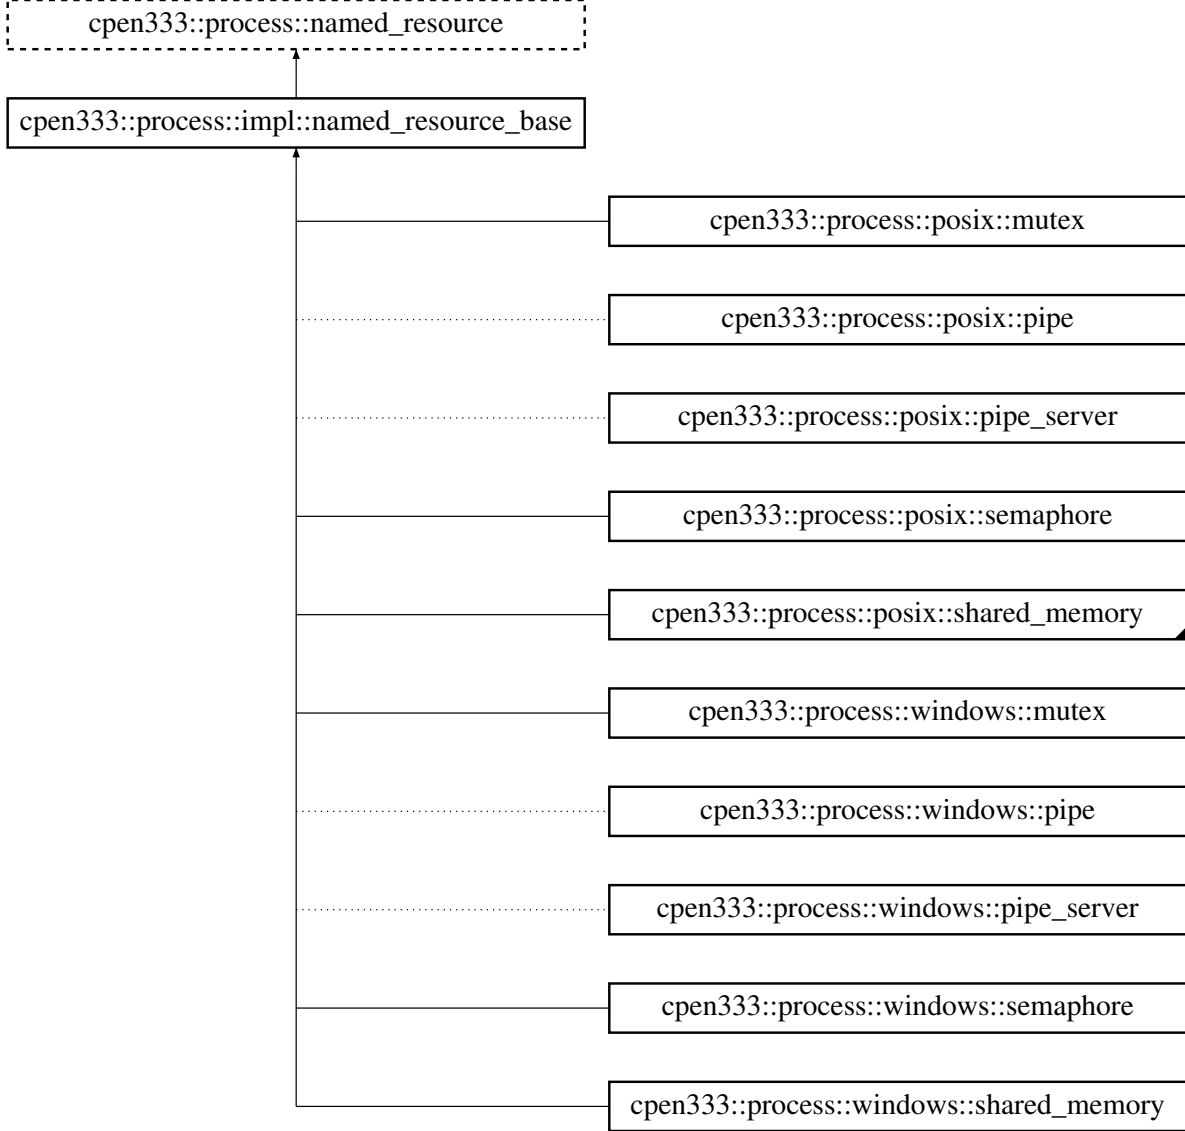 cpen333::process::named_resource
cpen333::process::impl::named_resource_base
cpen333::process::posix::mutex
cpen333::process::posix::pipe
cpen333::process::posix::pipe_server
cpen333::process::posix::semaphore
cpen333::process::posix::shared_memory
cpen333::process::windows::mutex
cpen333::process::windows::pipe
cpen333::process::windows::pipe_server
cpen333::process::windows::semaphore
cpen333::process::windows::shared_memory